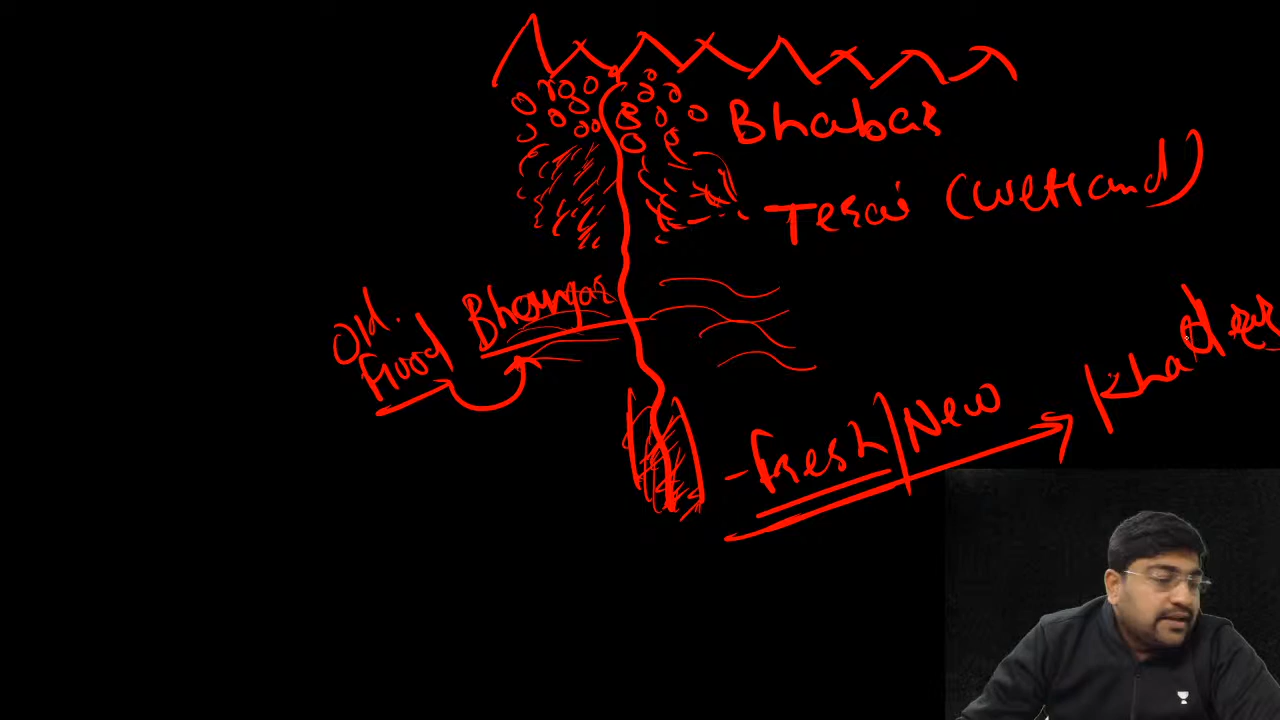 Bhabar
Terai (Wetland)
Old.
flood
Bhangar
- Fresh/New
Khadar